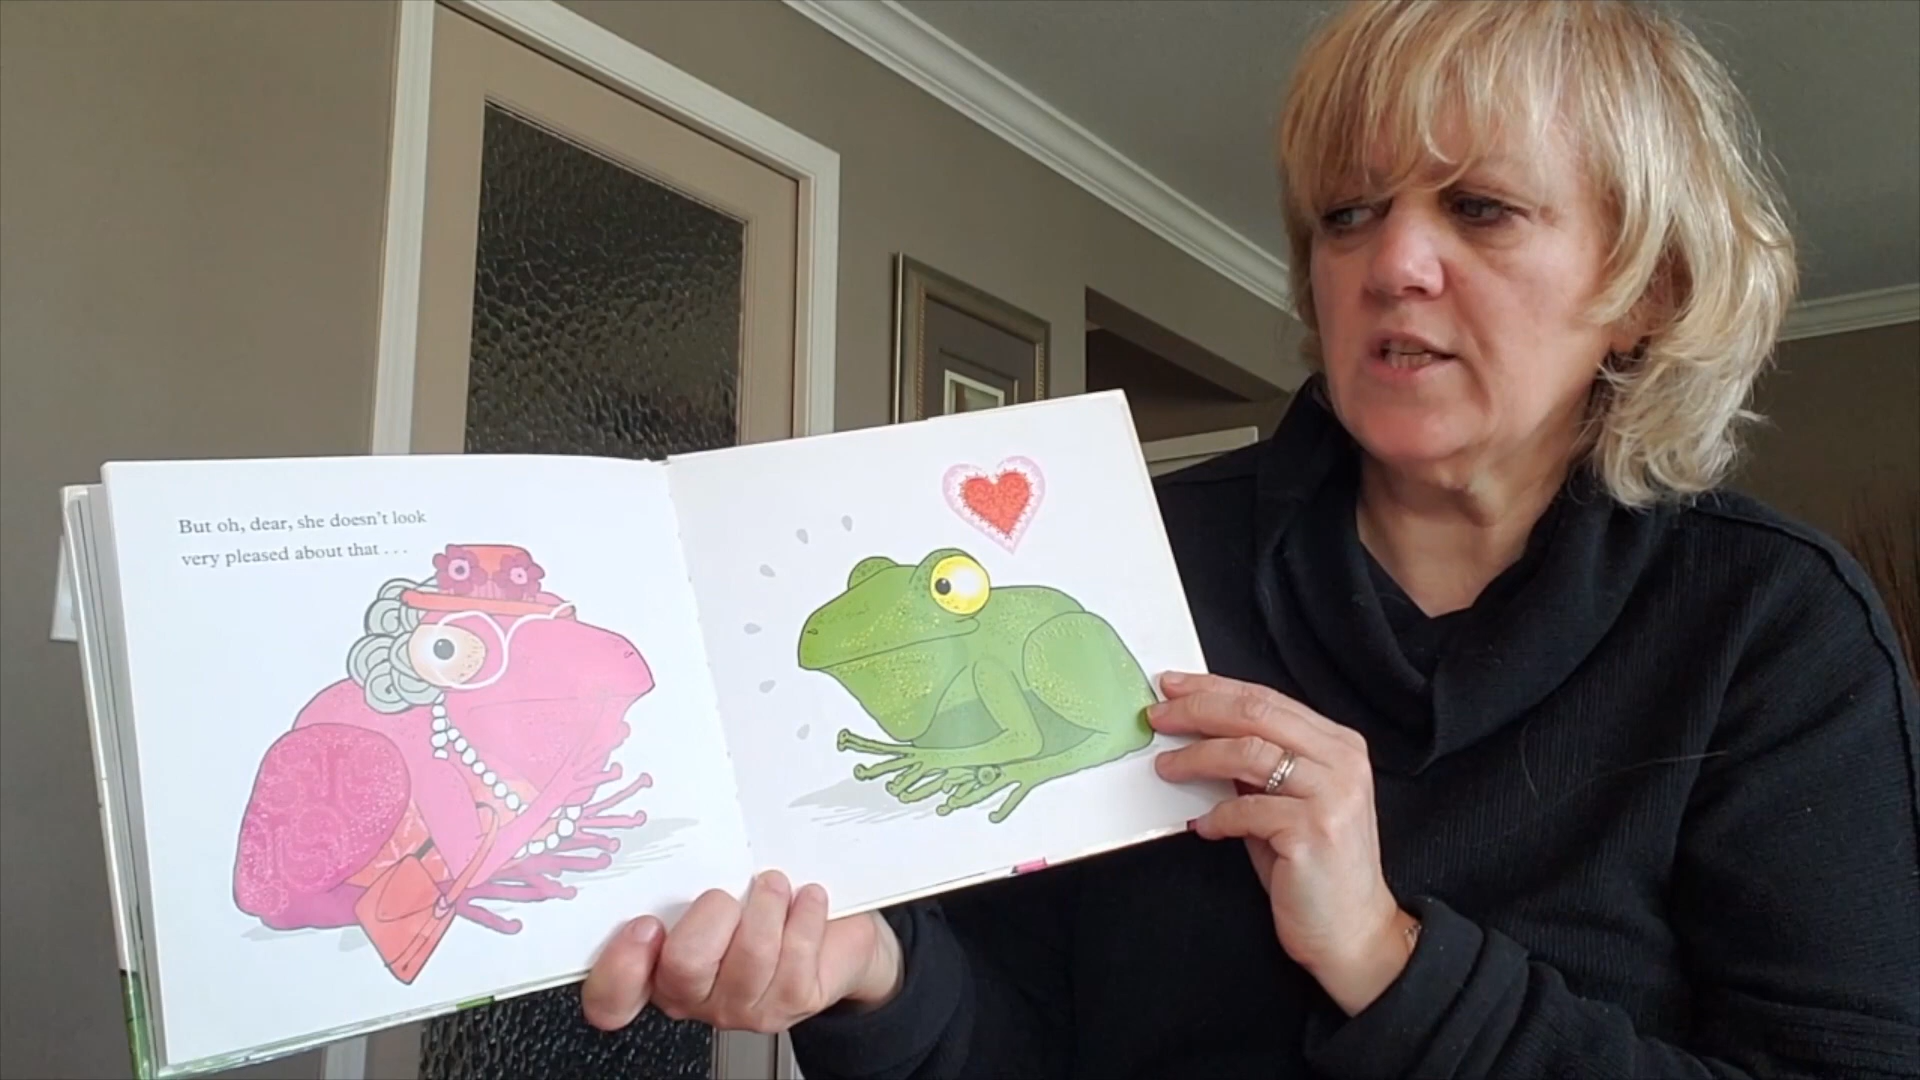 But oh, dear, she doesn't look
very pleased about that . . .